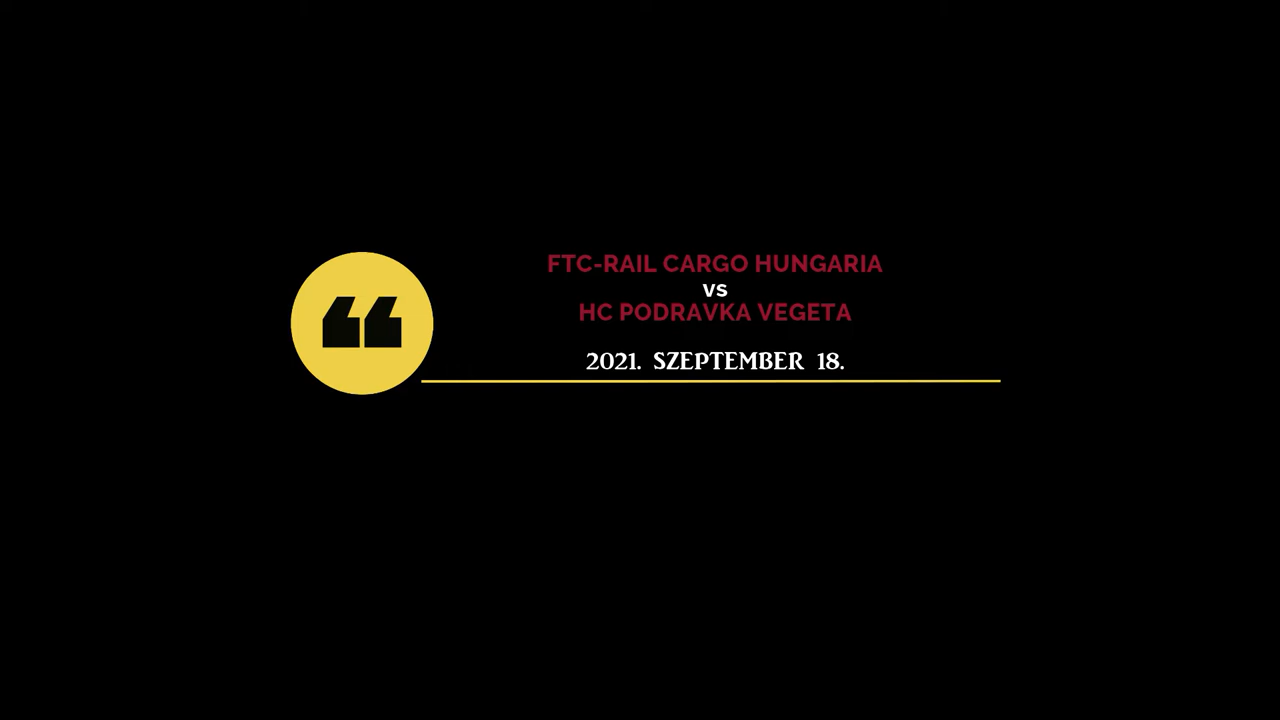 FTC-RAIL CARGO HUNGARIA
vs
HC PODRAVKA VEGETA
2021. SZEPTEMBER 18.